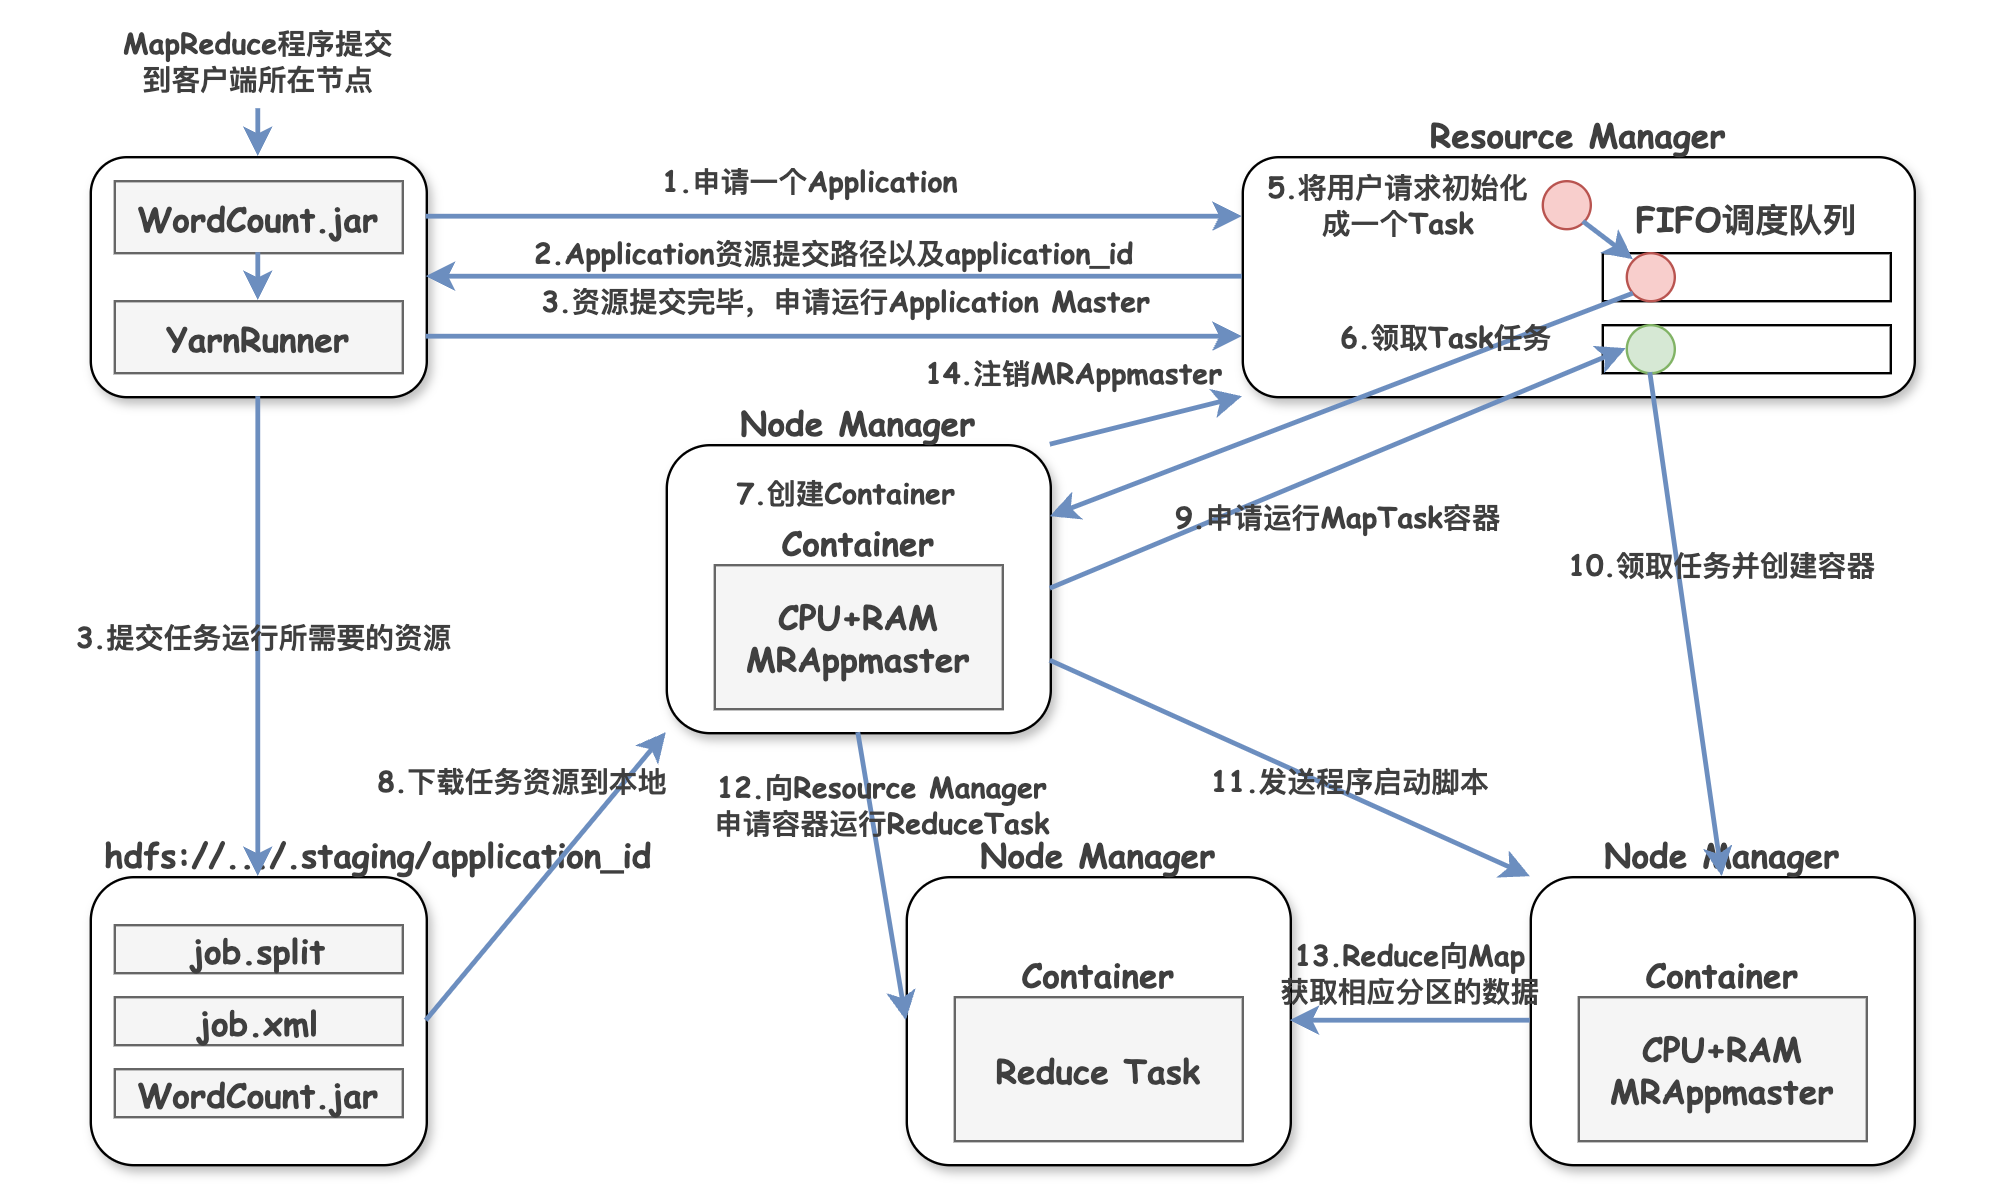 MapReduce程序提交
到客户端所在节点
WordCount.jar
YarnRunner
1.申请一个Application
2.Application资源提交路径以及application_id
3.资源提交完毕，申请运行Application Master
Resource Manager
5.将用户请求初始化
成一个Task
FIFO调度队列
6.领取Task任务
14.注销MRAppmaster
Node Manager
7.创建Container
Container
CPU+RAM
MRAppmaster
9.申请运行MapTask容器
10.领取任务并创建容器
3.提交任务运行所需要的资源
8.下载任务资源到本地
12.向Resource Manager
申请容器运行ReduceTask
11.发送程序启动脚本
hdfs://..../.staging/application_id
job.split
job.xml
WordCount.jar
Node Manager
Container
Reduce Task
13.Reduce向Map
获取相应分区的数据
Node Manager
Container
CPU+RAM
MRAppmaster